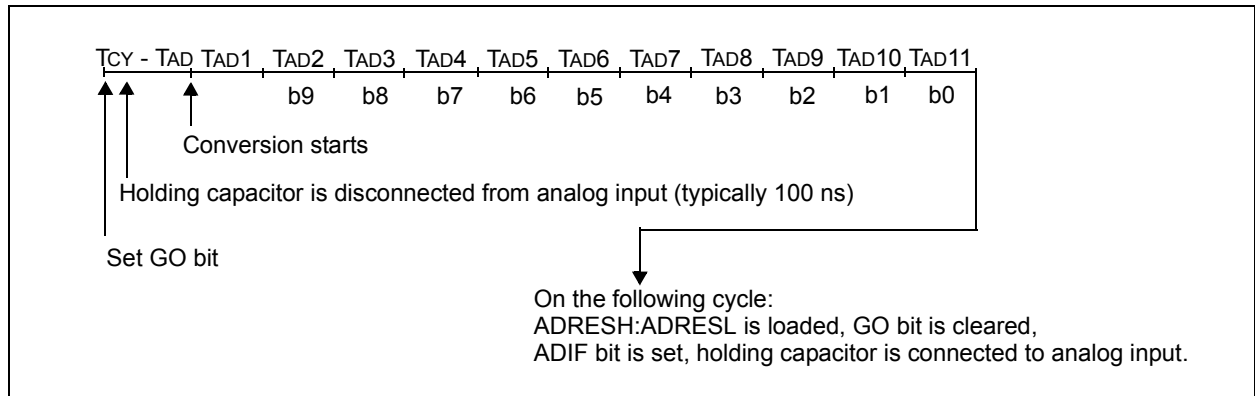 TCY - TAD TAD1 TAD2 TAD3 TAD4 TAD5 TAD6 TAD7 TAD8 TAD9 TAD10 TAD11
b9 b8 b7 b6 b5 b4 b3 b2 b1 b0
Conversion starts
Holding capacitor is disconnected from analog input (typically 100 ns)
Set GO bit
On the following cycle:
ADRESH:ADRESL is loaded, GO bit is cleared,
ADIF bit is set, holding capacitor is connected to analog input.